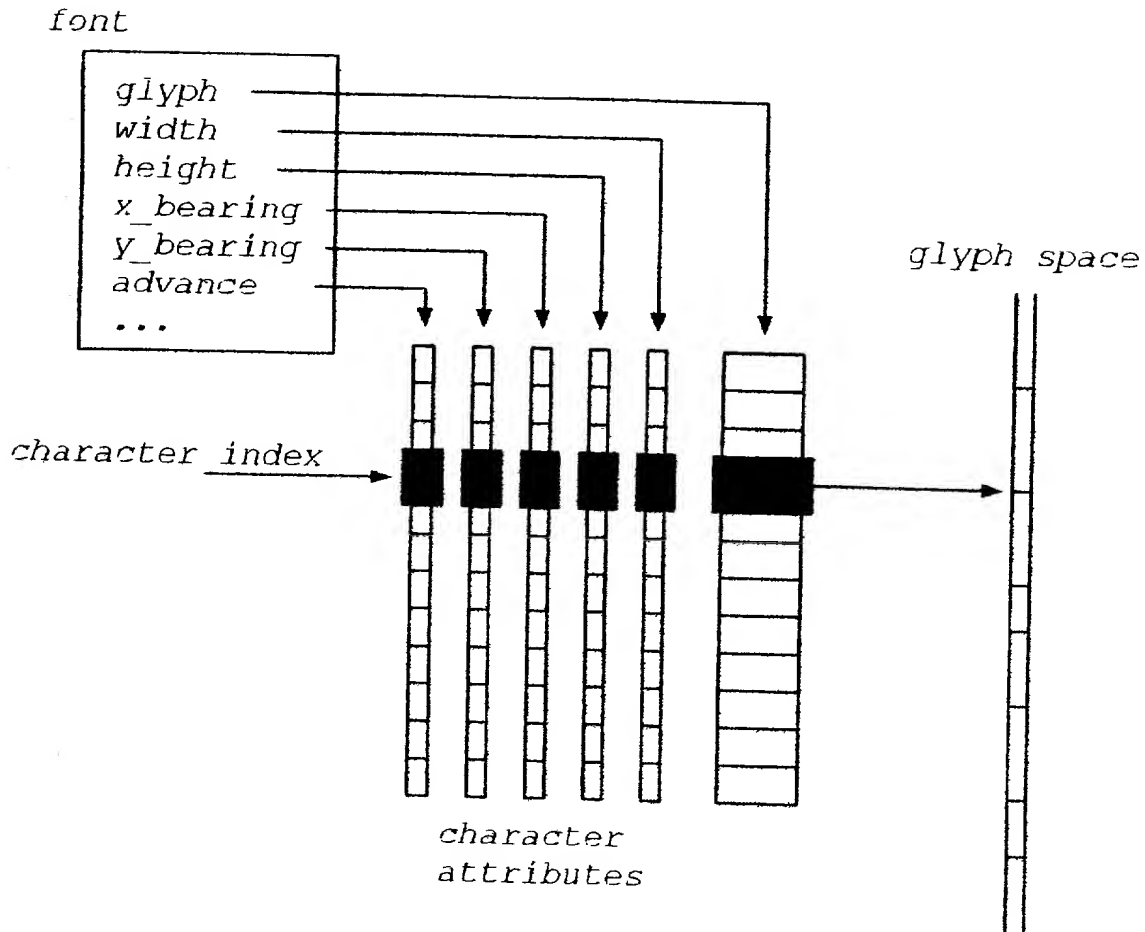 font
glyph
width
height
x_bearing
y_bearing
advance
...
glyph space
character index
character
attributes